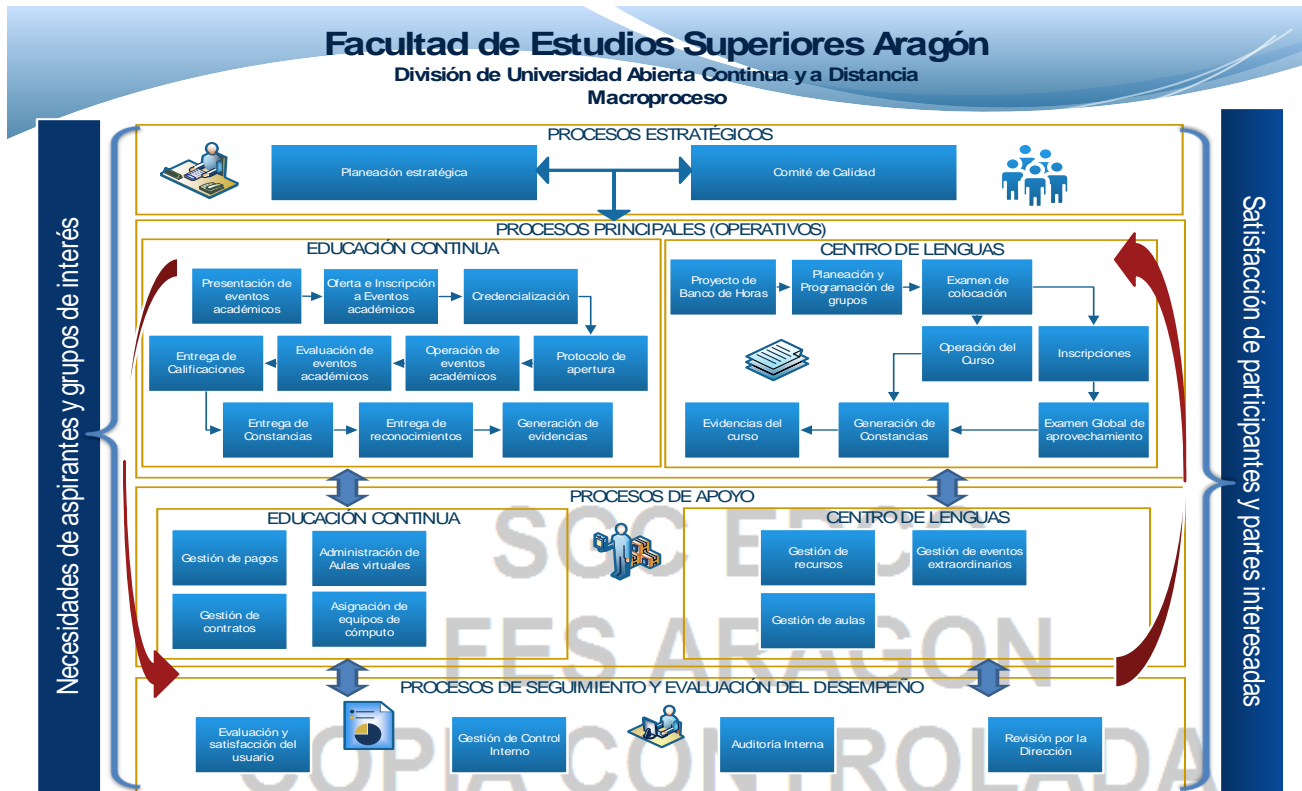 Facultad de Estudios Superiores Aragón
División de Universidad Abierta Continua y a Distancia
Macroproceso
Necesidades de aspirantes y grupos de interés
PROCESOS ESTRATÉGICOS
Planeación estratégica
Comité de Calidad
PROCESOS PRINCIPALES (OPERATIVOS)
EDUCACIÓN CONTINUA
Presentación de
eventos
académicos
Oferta e Inscripción
a Eventos
académicos
Credencialización
Entrega de
Calificaciones
Evaluación de
eventos
académicos
Operación de
eventos
académicos
Protocolo de
apertura
Entrega de
Constancias
Entrega de
reconocimientos
Generación de
evidencias
CENTRO DE LENGUAS
Proyecto de
Banco de Horas
Planeación y
Programación de
grupos
Examen de
colocación
Operación del
Curso
Inscripciones
Evidencias del
curso
Generación de
Constancias
Examen Global de
aprovechamiento
PROCESOS DE APOYO
EDUCACIÓN CONTINUA
Gestión de pagos
Administración de
Aulas virtuales
Gestión de
contratos
Asignación de
equipos de
cómputo
CENTRO DE LENGUAS
Gestión de
recursos
Gestión de eventos
extraordinarios
Gestión de aulas
PROCESOS DE SEGUIMIENTO Y EVALUACIÓN DEL DESEMPEÑO
Evaluación y
satisfacción del
usuario
Gestión de Control
Interno
Auditoría Interna
Revisión por la
Dirección
Satisfacción de participantes y partes interesadas
SGC
FES ARAGON
COPIA CONTROLADA